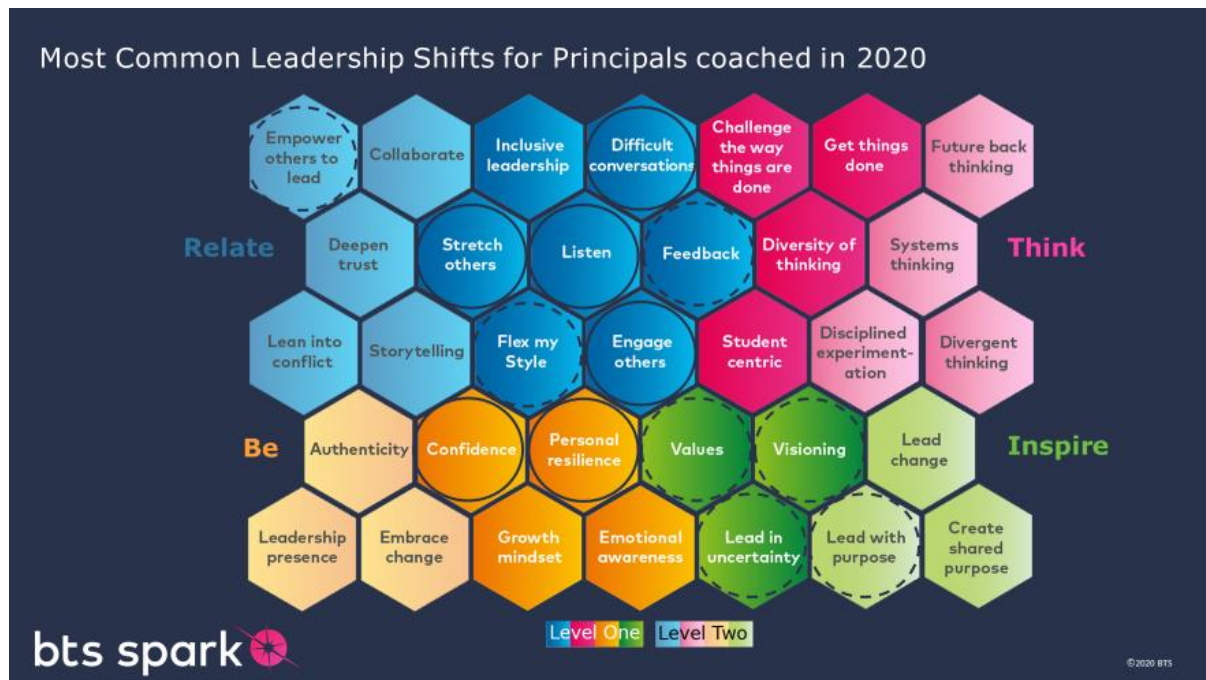 Most Common Leadership Shifts for Principals coached in 2020
Empower
others to
lead
Collaborate
Inclusive
leadership
Difficult
conversations
Challenge
the way
things are
done
Get things
done
Future back
thinking
Relate
Deepen
trust
Stretch
others
Listen
Feedback
Diversity of
thinking
Systems
thinking
Think
Lean into
conflict
Storytelling
Flex my
Style
Engage
others
Student
centric
Disciplined
experiment-
ation
Divergent
thinking
Be
Authenticity
Confidence
Personal
resilience
Values
Visioning
Lead
change
Inspire
Leadership
presence
Embrace
change
Growth
mindset
Emotional
awareness
Lead in
uncertainty
Lead with
purpose
Create
shared
purpose
Level One
Level Two
bts spark
©2020 BTS